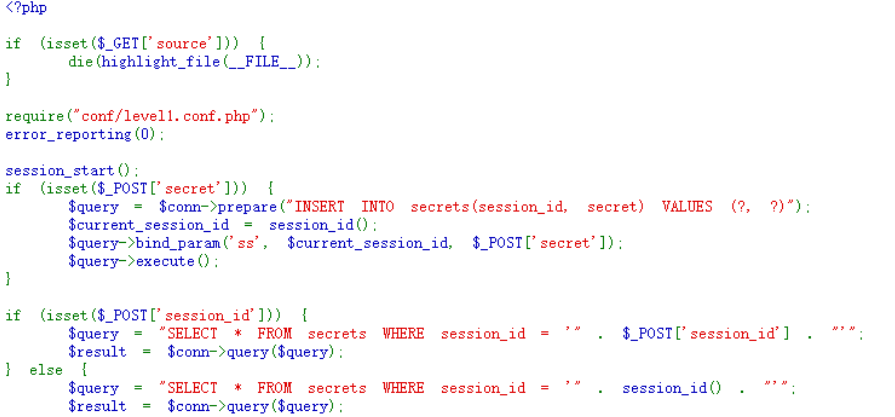 <?php
if (isset($_GET['source'])) {
die(highlight_file(__FILE__));
}
require("conf/level1.conf.php");
error_reporting(0);
session_start();
if (isset($_POST['secret'])) {
$query = $conn->prepare("INSERT INTO secrets(session_id, secret) VALUES (?, ?)");
$current_session_id = session_id();
$query->bind_param('ss', $current_session_id, $_POST['secret']);
$query->execute();
}
if (isset($_POST['session_id'])) {
$query = "SELECT * FROM secrets WHERE session_id = '" . $_POST['session_id'] . "'";
$result = $conn->query($query);
} else {
$query = "SELECT * FROM secrets WHERE session_id = '" . session_id() . "'";
$result = $conn->query($query);